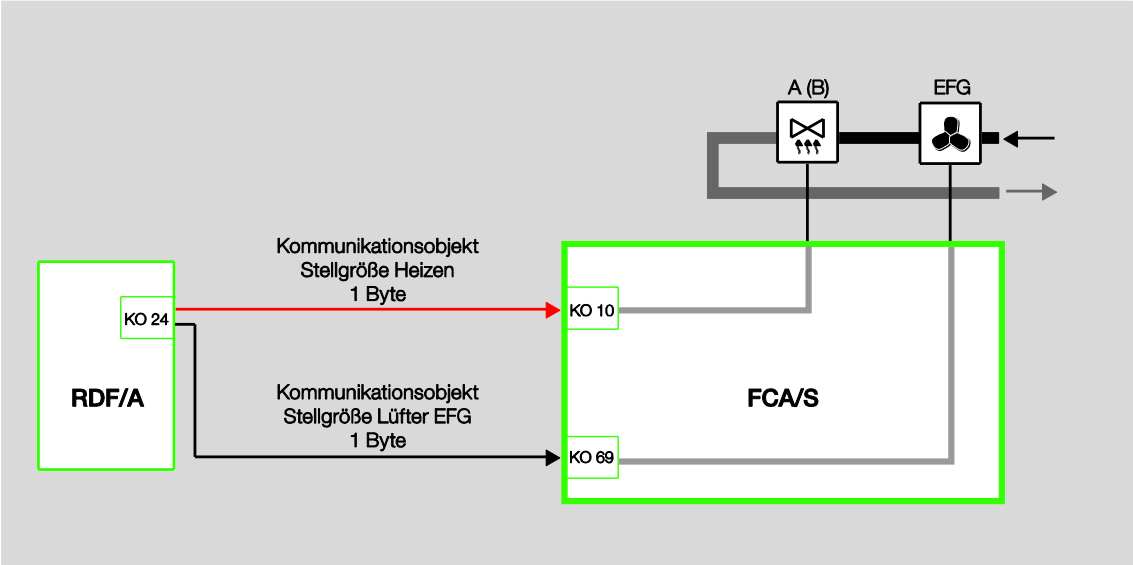 A (B)
EFG
Kommunikationsobjekt
Stellgröße Heizen
1 Byte
KO 24
KO 10
RDF/A
Kommunikationsobjekt
Stellgröße Lüfter EFG
1 Byte
FCA/S
KO 69